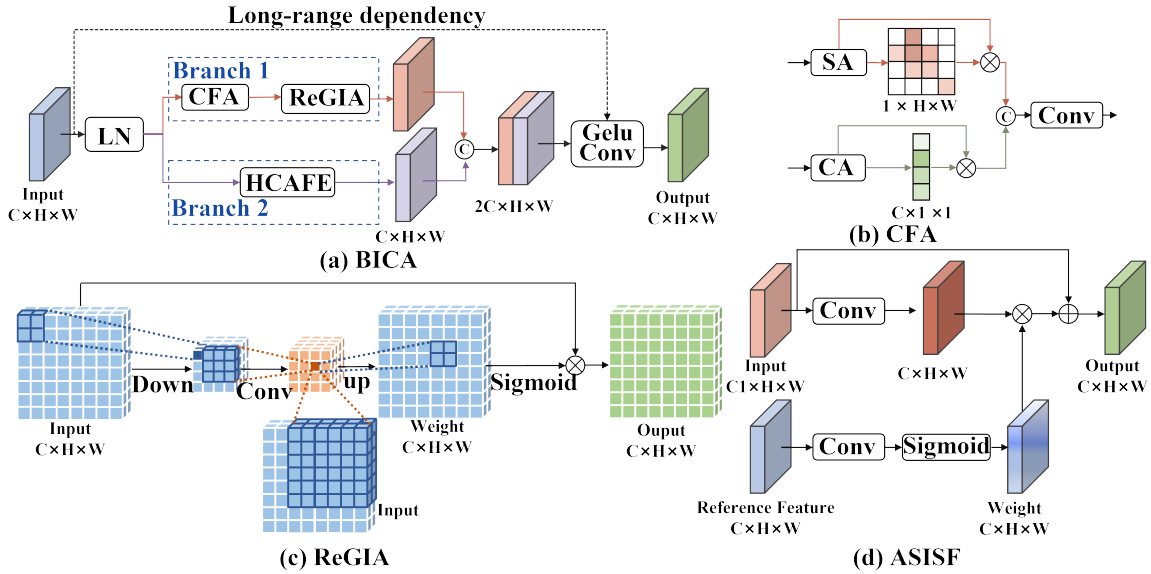 Long-range dependency
Branch 1
CFA
ReGIA
LN
HCAFE
Branch 2
Input
C×H×W
C×H×W
C
2C×H×W
Gelu
Conv
Output
C×H×W
(a) BICA
SA
1 × H×W
C
Conv
CA
C×1 ×1
(b) CFA
Input
C×H×W
Down
Conv
up
Weight
C×H×W
Sigmoid
Ouput
C×H×W
Input
(c) ReGIA
Input
C1×H×W
Conv
C×H×W
Output
C×H×W
Reference Feature
C×H×W
Conv
Sigmoid
Weight
C×H×W
(d) ASISF